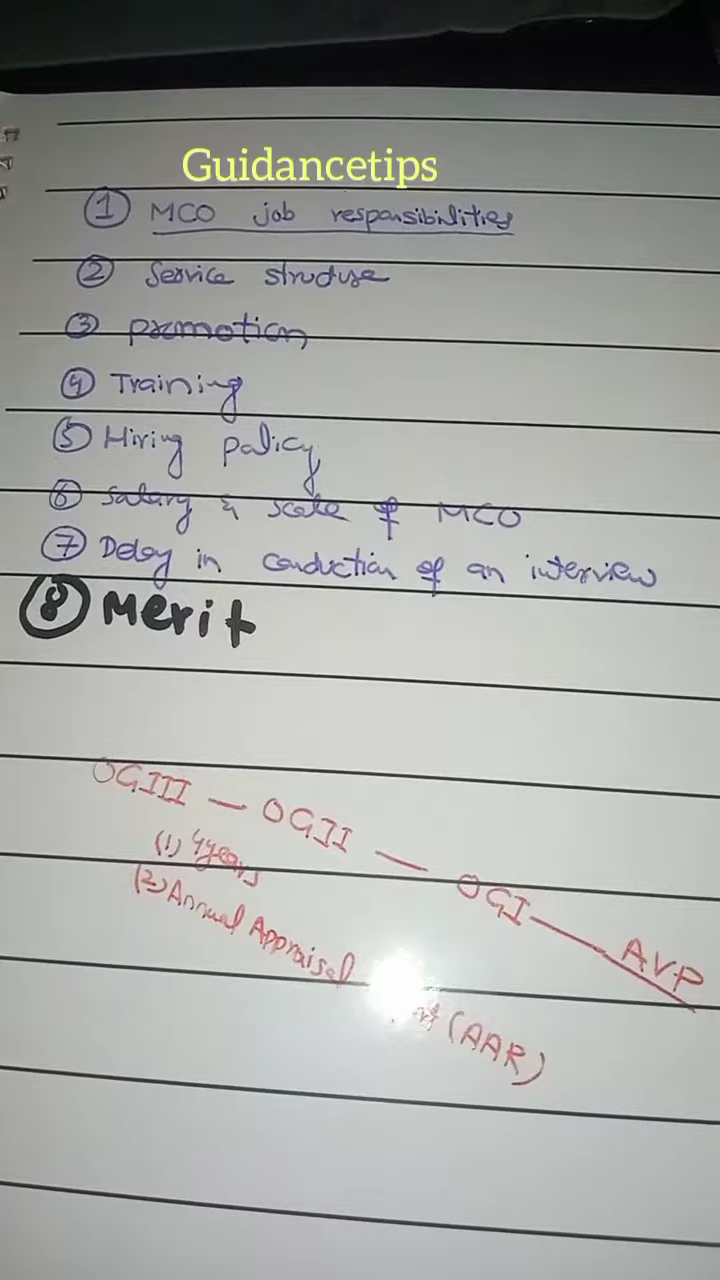 Guidancetips
① MCO job responsibilities
② Service structure
③ promotion
④ Training
⑤ Hiring policy
⑥ Salary & scale of MCO
⑦ Delay in conduction of an interview
⑧ Merit
OGIII — OGII — OGI — AVP
(1) 4years
(2) Annual Appraisal (AAR)